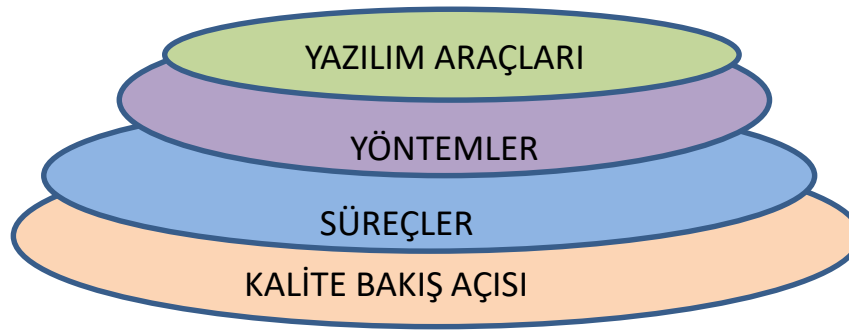 YAZILIM ARAÇLARI
YÖNTEMLER
SÜREÇLER
KALİTE BAKIŞ AÇISI